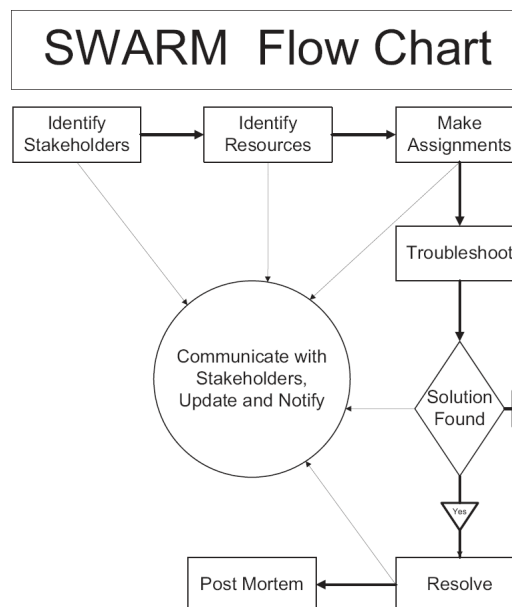 SWARM  Flow Chart
Identify
Stakeholders
Identify
Resources
Make
Assignments
Troubleshoot
Communicate with
Stakeholders,
Update and Notify
Solution
Found
Yes
Post Mortem
Resolve